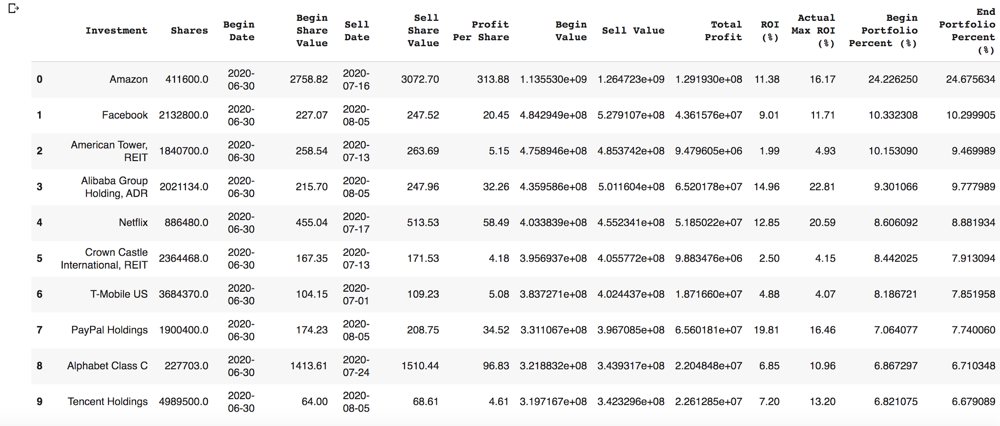 Investment Shares Begin Date Begin Share Value Sell Date Sell Share Value Profit Per Share Begin Value Sell Value Total Profit ROI (%) Actual Max ROI (%) Begin Portfolio Percent (%) End Portfolio Percent (%)
0 Amazon 411600.0 2020-06-30 2758.82 2020-07-16 3072.70 313.88 1.135530e+09 1.264723e+09 1.291930e+08 11.38 16.17 24.226250 24.675634
1 Facebook 2132800.0 2020-06-30 227.07 2020-08-05 247.52 20.45 4.842949e+08 5.279107e+08 4.361576e+07 9.01 11.71 10.332308 10.299905
2 American Tower, REIT 1840700.0 2020-06-30 258.54 2020-07-13 263.69 5.15 4.758946e+08 4.853742e+08 9.479605e+06 1.99 4.93 10.153090 9.469989
3 Alibaba Group Holding, ADR 2021134.0 2020-06-30 215.70 2020-08-05 247.96 32.26 4.359586e+08 5.011604e+08 6.520178e+07 14.96 22.81 9.301066 9.777989
4 Netflix 886480.0 2020-06-30 455.04 2020-07-17 513.53 58.49 4.033839e+08 4.552341e+08 5.185022e+07 12.85 20.59 8.606092 8.881934
5 Crown Castle International, REIT 2364468.0 2020-06-30 167.35 2020-07-13 171.53 4.18 3.956937e+08 4.055772e+08 9.883476e+06 2.50 4.15 8.442025 7.913094
6 T-Mobile US 3684370.0 2020-06-30 104.15 2020-07-01 109.23 5.08 3.837271e+08 4.024437e+08 1.871660e+07 4.88 4.07 8.186721 7.851958
7 PayPal Holdings 1900400.0 2020-06-30 174.23 2020-08-05 208.75 34.52 3.311067e+08 3.967085e+08 6.560181e+07 19.81 16.46 7.064077 7.740060
8 Alphabet Class C 227703.0 2020-06-30 1413.61 2020-07-24 1510.44 96.83 3.218832e+08 3.439317e+08 2.204848e+07 6.85 10.96 6.867297 6.710348
9 Tencent Holdings 4989500.0 2020-06-30 64.00 2020-08-05 68.61 4.61 3.197167e+08 3.423296e+08 2.261285e+07 7.20 13.20 6.821075 6.679089